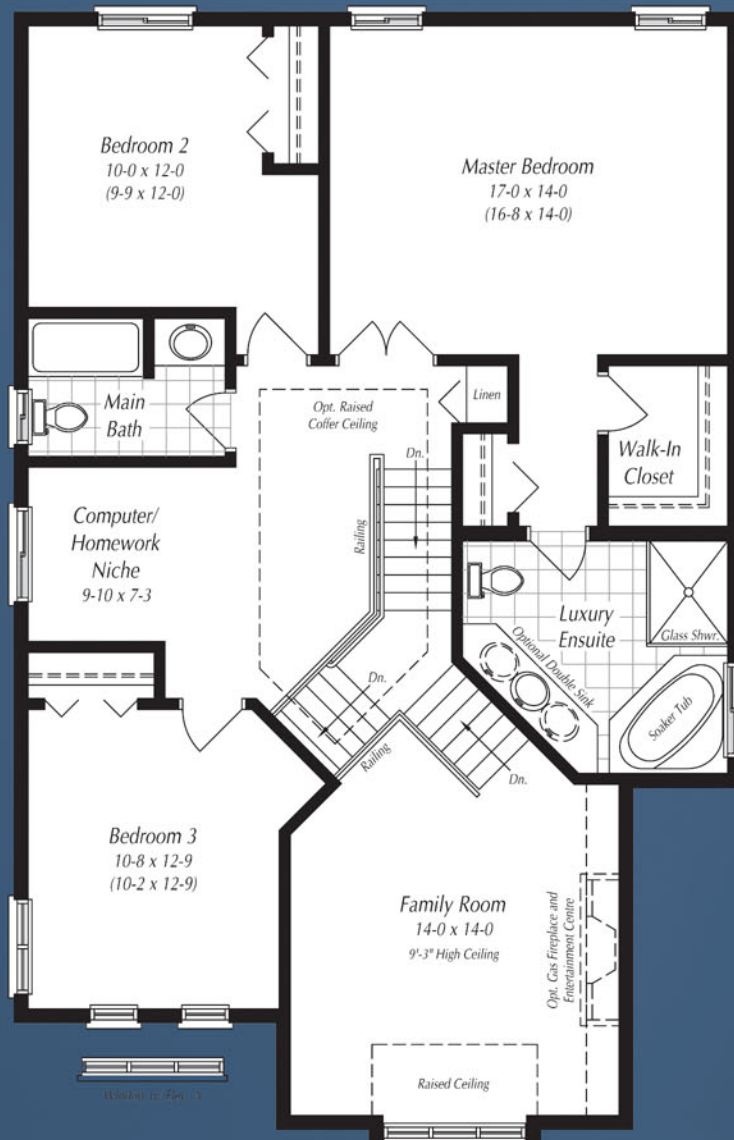 Bedroom 2
10-0 x 12-0
(9-9 x 12-0)
Master Bedroom
17-0 x 14-0
(16-8 x 14-0)
Main
Bath
Opt. Raised
Coffer Ceiling
Linen
Dn.
Walk-In
Closet
Computer/
Homework
Niche
9-10 x 7-3
Railing
Luxury
Ensuite
Glass Shwr.
Optional Double Sink
Soaker Tub
Dn.
Railing
Dn.
Bedroom 3
10-8 x 12-9
(10-2 x 12-9)
Family Room
14-0 x 14-0
9'-3" High Ceiling
Opt. Gas Fireplace and
Entertainment Centre
Raised Ceiling